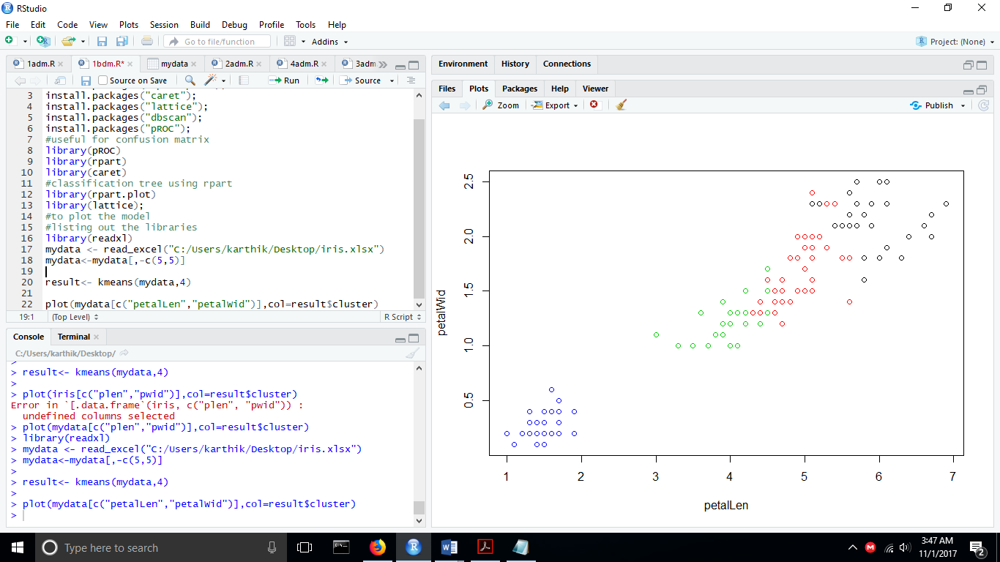 RStudio
File Edit Code View Plots Session Build Debug Profile Tools Help
Go to file/function
Addins
Project: (None)
1adm.R
1bdm.R*
mydata
2adm.R
4adm.R
3adm
Source on Save
Run
Source
3 install.packages("caret");
4 install.packages("lattice");
5 install.packages("dbscan");
6 install.packages("pROC");
7 #useful for confusion matrix
8 library(pROC)
9 library(rpart)
10 library(caret)
11 #classification tree using rpart
12 library(rpart.plot)
13 library(lattice);
14 #to plot the model
15 #listing out the libraries
16 library(readxl)
17 mydata <- read_excel("C:/Users/karthik/Desktop/iris.xlsx")
18 mydata<-mydata[,-c(5,5)]
19
20 result<- kmeans(mydata,4)
21
22 plot(mydata[c("petalLen","petalWid")],col=result$cluster)
19:1 (Top Level) R Script
Console Terminal
C:/Users/karthik/Desktop/
>
> result<- kmeans(mydata,4)
>
> plot(iris[c("plen","pwid")],col=result$cluster)
Error in `[.data.frame`(iris, c("plen", "pwid")) :
undefined columns selected
> plot(mydata[c("plen","pwid")],col=result$cluster)
> library(readxl)
> mydata <- read_excel("C:/Users/karthik/Desktop/iris.xlsx")
> mydata<-mydata[,-c(5,5)]
>
> result<- kmeans(mydata,4)
>
> plot(mydata[c("petalLen","petalWid")],col=result$cluster)
>
Environment History Connections
Files Plots Packages Help Viewer
Zoom Export Publish
2.5
2.0
1.5
1.0
0.5
petalWid
1 2 3 4 5 6 7
petalLen
Type here to search
3:47 AM
11/1/2017
2